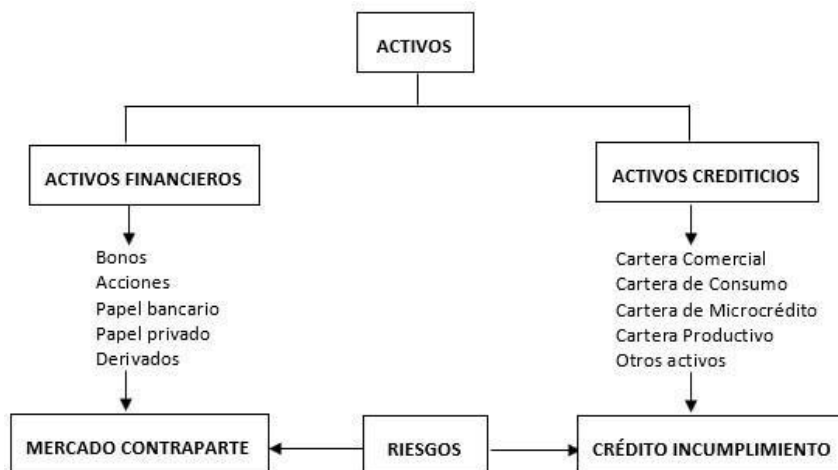 ACTIVOS
ACTIVOS FINANCIEROS
Bonos
Acciones
Papel bancario
Papel privado
Derivados
ACTIVOS CREDITICIOS
Cartera Comercial
Cartera de Consumo
Cartera de Microcrédito
Cartera Productivo
Otros activos
MERCADO CONTRAPARTE
RIESGOS
CRÉDITO INCUMPLIMIENTO